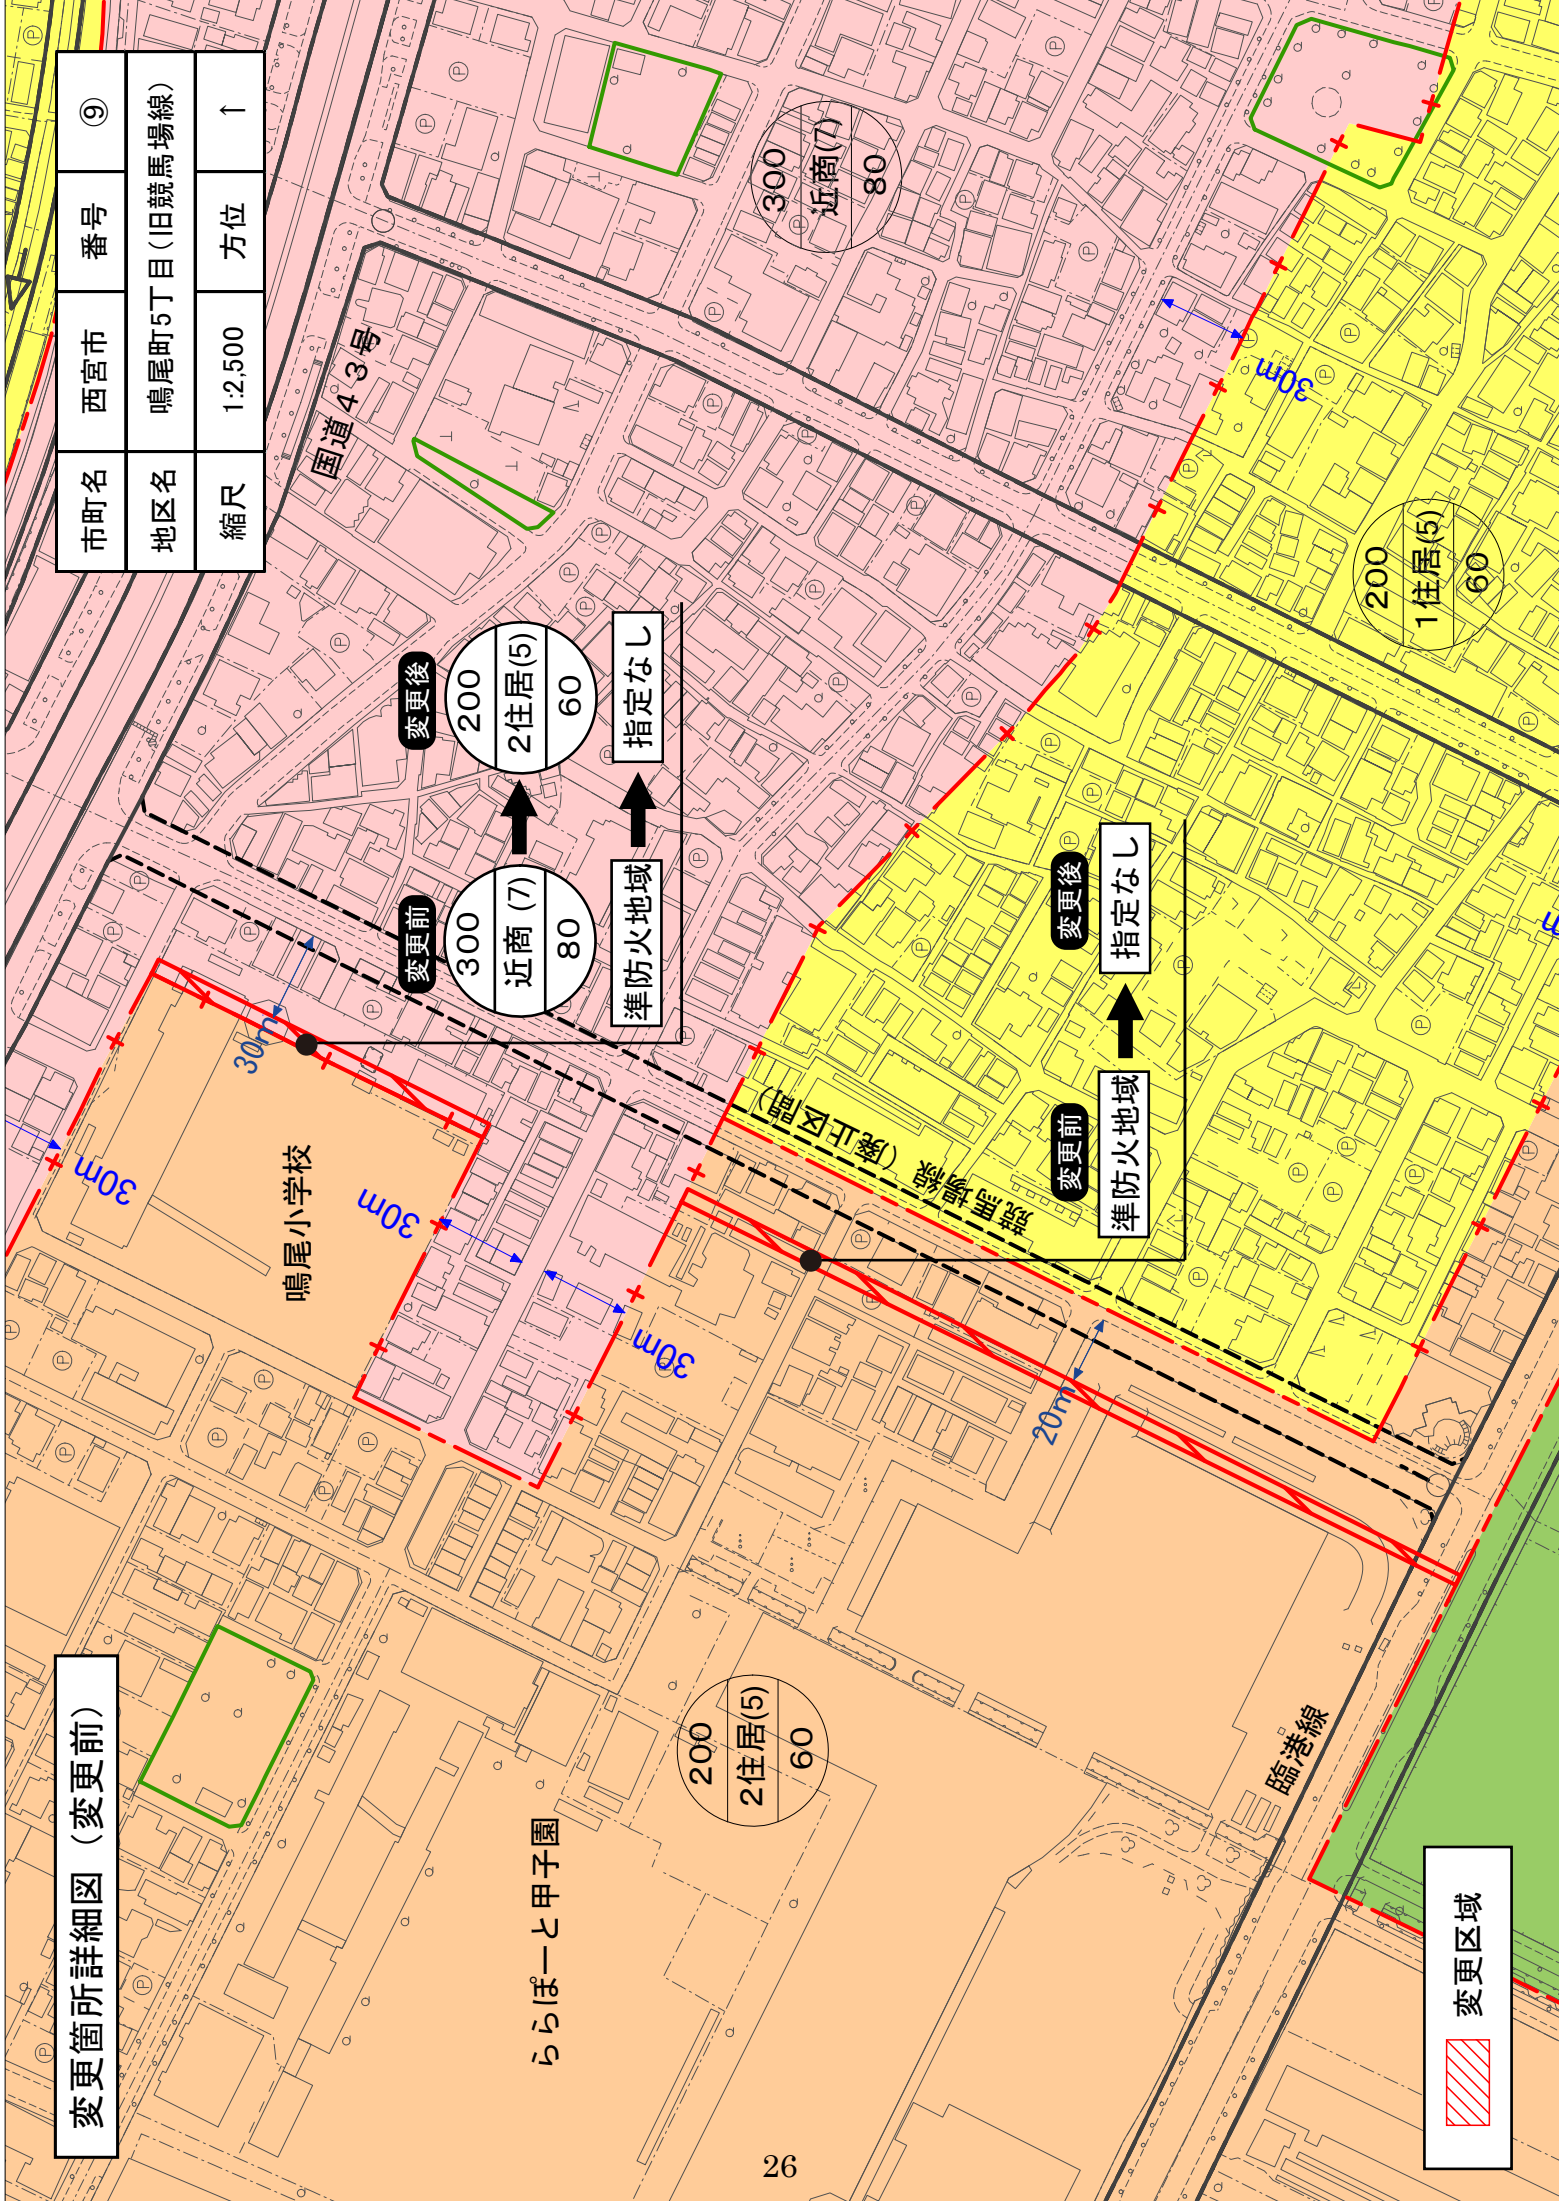 変更箇所詳細図（変更前）
市町名 西宮市 番号 ⑨
地区名 鳴尾町5丁目（旧競馬場線）
縮尺 1:2,500 方位 ↑
国道43号
鳴尾小学校
30m
30m
30m
30m
30m
20m
変更前
300
近商(7)
80
変更後
200
2住居(5)
60
準防火地域
指定なし
300
近商(7)
80
競馬場線（廃止区間）
変更前
準防火地域
変更後
指定なし
200
1住居(5)
60
200
2住居(5)
60
ららぽーと甲子園
臨港線
変更区域
26